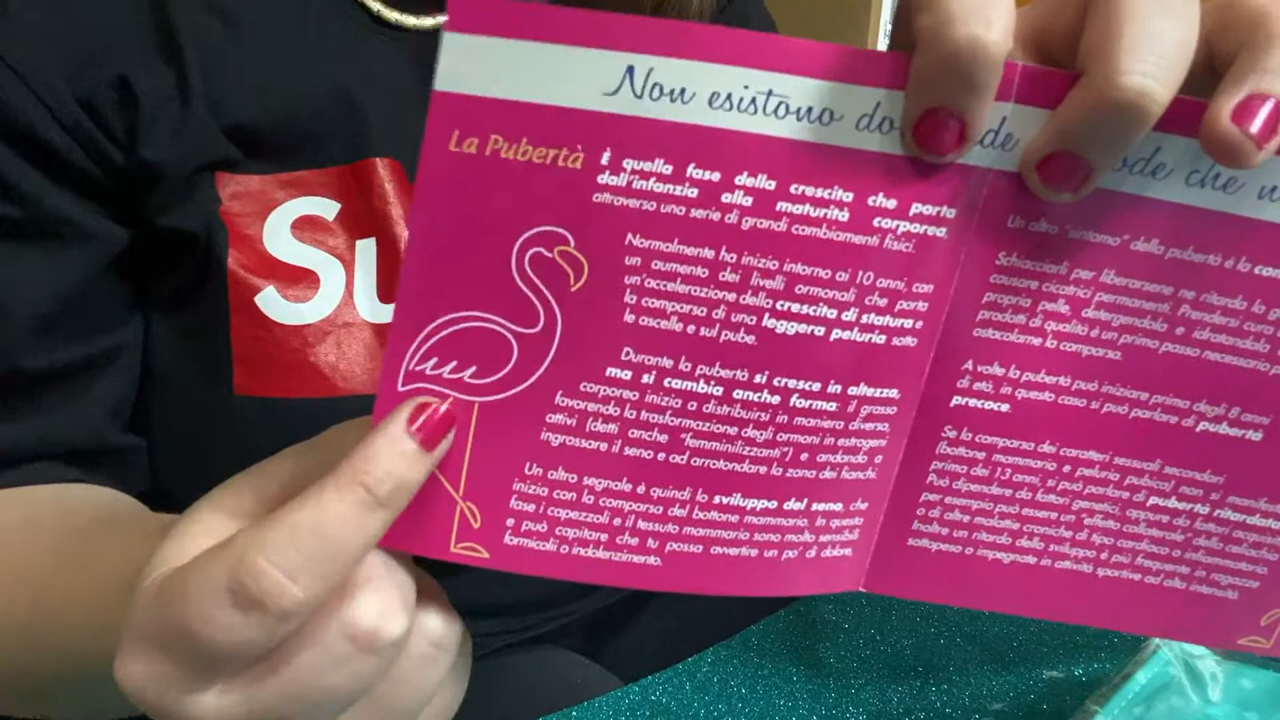 Su
Non esistono do de ode che
La Pubertà
È quella fase della crescita che porta
dall'infanzia alla maturità corporea,
attraverso una serie di grandi cambiamenti fisici.
Normalmente ha inizio intorno ai 10 anni, con
un aumento dei livelli ormonali che porta
un'accelerazione della crescita di statura e
la comparsa di una leggera peluria sotto
le ascelle e sul pube.
Durante la pubertà si cresce in altezza,
ma si cambia anche forma: il grasso
corporeo inizia a distribuirsi in maniera diversa,
favorendo la trasformazione degli ormoni in estrogeni
attivi (detti anche "femminilizzanti") e andando a
ingrossare il seno e ad arrotondare la zona dei fianchi.
Un altro segnale è quindi lo sviluppo del seno, che
inizia con la comparsa del bottone mammario. In questa
fase i capezzoli e il tessuto mammario sono molto sensibili
e può capitare che tu possa avvertire un po' di dolore,
formicolii o indolenzimento.
Un altro "sintomo" della pubertà è la
Schiacciarli per liberarsene ne ritarda la
causare cicatrici permanenti. Prendersi cura
propria pelle, detergendola e idratandola
prodotti di qualità è un primo passo necessario
ostacolarne la comparsa.
A volte la pubertà può iniziare prima degli 8 anni
di età, in questo caso si può parlare di pubertà
precoce.
Se la comparsa dei caratteri sessuali secondari
(bottone mammario e peluria pubica) non si
prima dei 13 anni, si può parlare di pubertà ritardata.
Può dipendere da fattori genetici, oppure da fattori
per esempio può essere un "effetto collaterale" della celiachia
o di altre malattie croniche di tipo cardiaco o infiammatorio.
Inoltre un ritardo dello sviluppo è più frequente in ragazze
sottopeso o impegnate in attività sportive ad alta intensità.